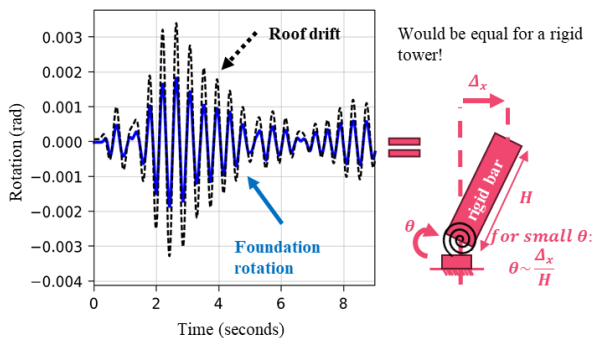 Roof drift
Foundation
rotation
Rotation (rad)
0.003
0.002
0.001
0.000
−0.001
−0.002
−0.003
−0.004
0 2 4 6 8
Time (seconds)
Would be equal for a rigid
tower!
=
Δx
rigid bar
H
θ
for small θ:
θ~Δx
H